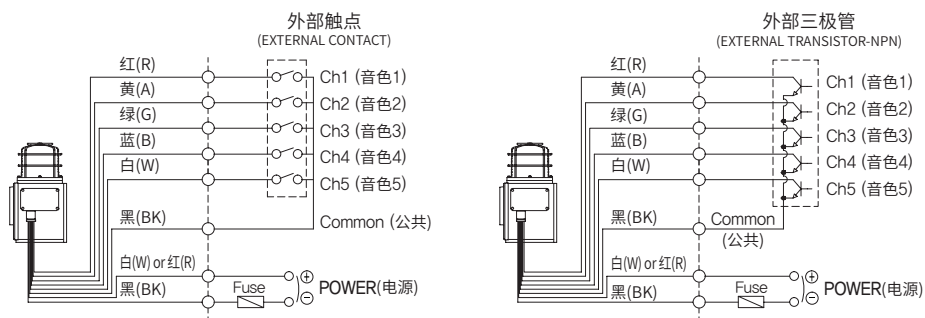 外部触点
(EXTERNAL CONTACT)
红(R)
黄(A)
绿(G)
蓝(B)
白(W)
黑(BK)
白(W) or 红(R)
黑(BK)
Ch1 (音色1)
Ch2 (音色2)
Ch3 (音色3)
Ch4 (音色4)
Ch5 (音色5)
Common (公共)
Fuse
⊕
⊖
POWER(电源)
外部三极管
(EXTERNAL TRANSISTOR-NPN)
红(R)
黄(A)
绿(G)
蓝(B)
白(W)
黑(BK)
白(W) or 红(R)
黑(BK)
Ch1 (音色1)
Ch2 (音色2)
Ch3 (音色3)
Ch4 (音色4)
Ch5 (音色5)
Common
(公共)
Fuse
⊕
⊖
POWER(电源)